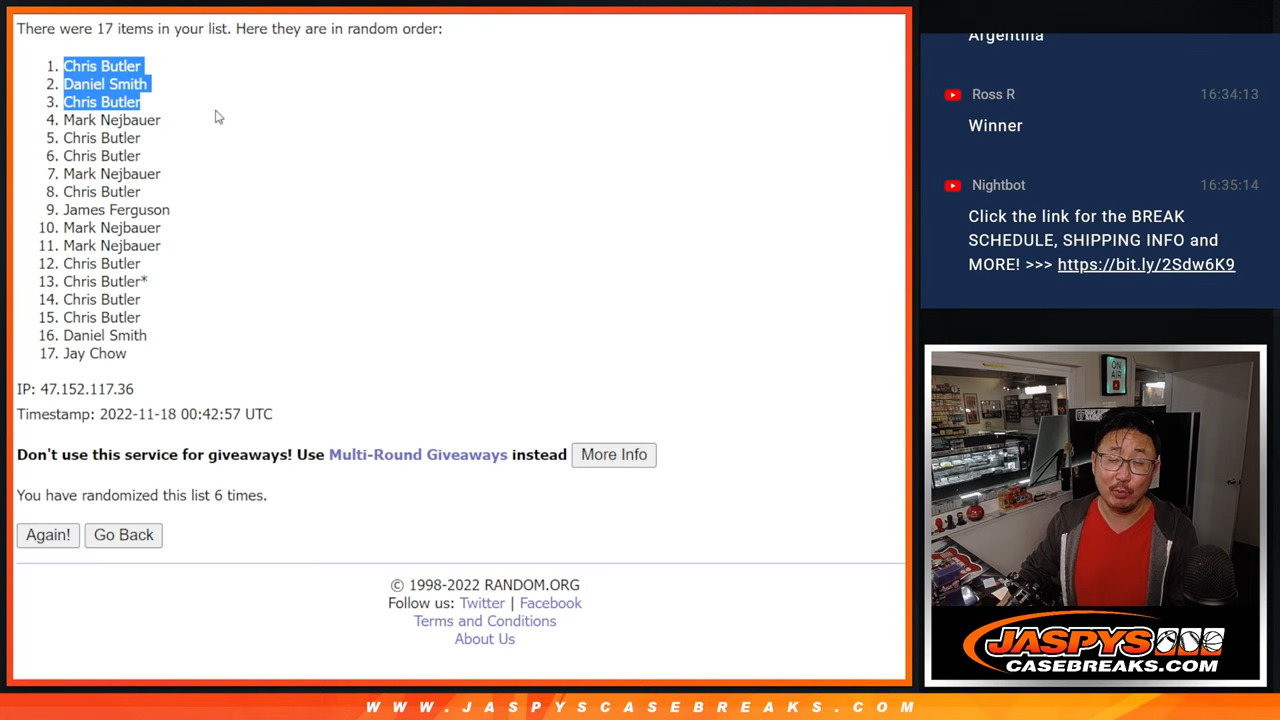 There were 17 items in your list. Here they are in random order:
1. Chris Butler
2. Daniel Smith
3. Chris Butler
4. Mark Nejbauer
5. Chris Butler
6. Chris Butler
7. Mark Nejbauer
8. Chris Butler
9. James Ferguson
10. Mark Nejbauer
11. Mark Nejbauer
12. Chris Butler
13. Chris Butler*
14. Chris Butler
15. Chris Butler
16. Daniel Smith
17. Jay Chow
IP: 47.152.117.36
Timestamp: 2022-11-18 00:42:57 UTC
Don't use this service for giveaways! Use Multi-Round Giveaways instead More Info
You have randomized this list 6 times.
Again! Go Back
© 1998-2022 RANDOM.ORG
Follow us: Twitter | Facebook
Terms and Conditions
About Us
Argentina
Ross R 16:34:13
Winner
Nightbot 16:35:14
Click the link for the BREAK
SCHEDULE, SHIPPING INFO and
MORE! >>> https://bit.ly/2Sdw6K9
ON
AIR
JASPYS
CASEBREAKS.COM
WWW.JASPYSCASEBREAKS.COM